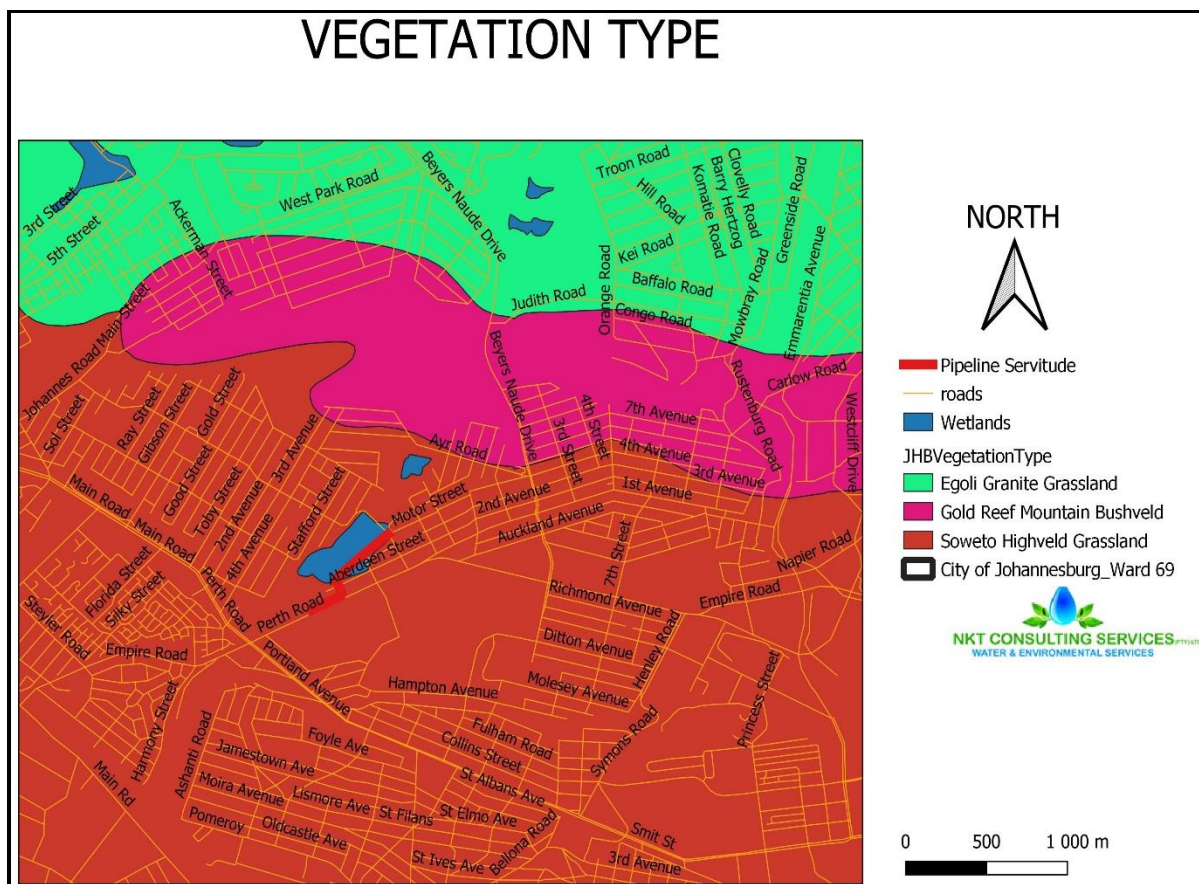 VEGETATION TYPE
Troon Road
Clovelly Road
Barry Hertzog
Komatie Road
Greenside Road
Hill Road
Beyers Naude Drive
West Park Road
3rd Street
5th Street
Ackerman Street
Kei Road
Baffalo Road
Emmarentia Avenue
Mowbray Road
Orange Road
Judith Road
Congo Road
Main Street
Johannes Road
Beyers Naude Drive
Rustenburg Road
Carlow Road
Westcliff Drive
Sol Street
Ray Street
Gibson Street
Gold Street
Good Street
Toby Street
2nd Avenue
3rd Avenue
4th Avenue
Stafford Street
Ayr Road
3rd Street
4th Street
7th Avenue
4th Avenue
3rd Avenue
1st Avenue
2nd Avenue
Motor Street
Auckland Avenue
Aberdeen Street
Main Road
Main Road
Perth Road
Perth Road
Florida Street
Silky Street
Steyler Road
Empire Road
Harmony Street
Portland Avenue
7th Street
Richmond Avenue
Empire Road
Napier Road
Ditton Avenue
Henley Road
Molesey Avenue
Hampton Avenue
Fulham Road
Collins Street
Symons Road
Princess Street
Ashanti Road
Foyle Ave
Jamestown Ave
Moira Avenue
Lismore Ave
St Filans
St Elmo Ave
St Albans Ave
Main Rd
Pomeroy
Oldcastle Ave
St Ives Ave
Bellona Road
Smit St
3rd Avenue
NORTH
Pipeline Servitude
roads
Wetlands
JHBVegetationType
Egoli Granite Grassland
Gold Reef Mountain Bushveld
Soweto Highveld Grassland
City of Johannesburg_Ward 69
NKT CONSULTING SERVICES (PTY) LTD
WATER & ENVIRONMENTAL SERVICES
0 500 1 000 m